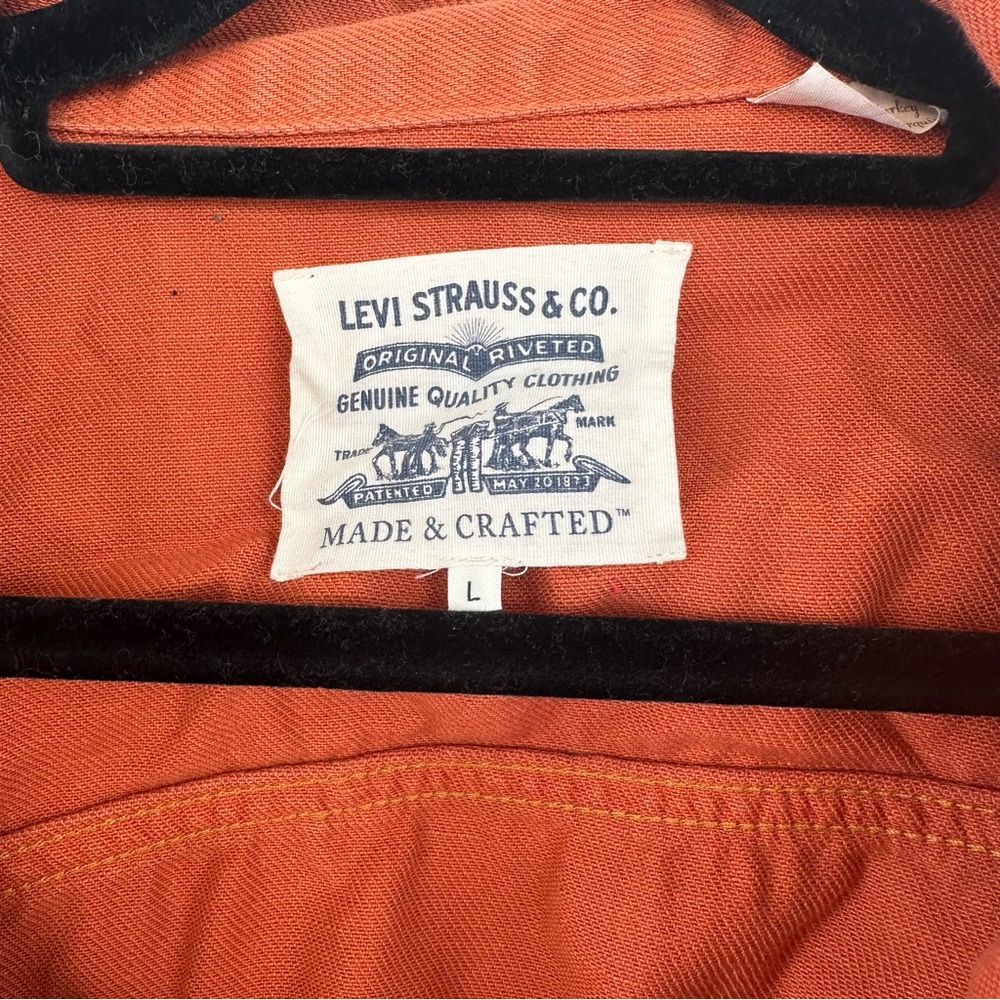 LEVI STRAUSS & CO.
ORIGINAL RIVETED
GENUINE QUALITY CLOTHING
TRADE MARK
PATENTED MAY 20 1873
MADE & CRAFTED™
L